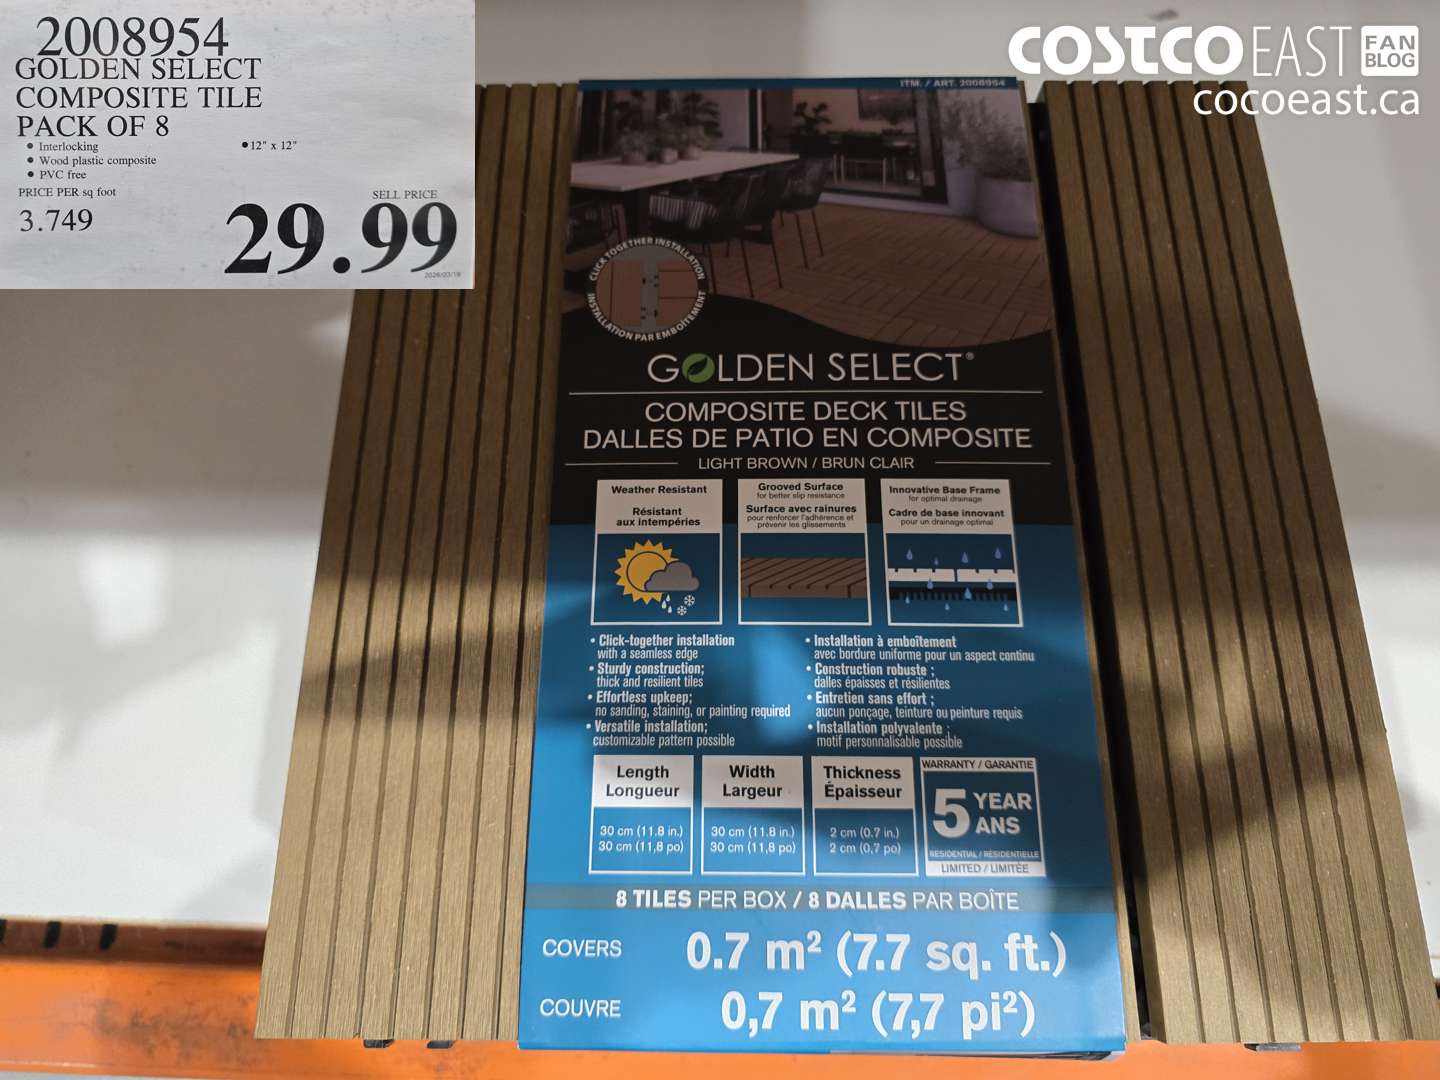 2008954
GOLDEN SELECT
COMPOSITE TILE
PACK OF 8
• Interlocking
• 12" x 12"
• Wood plastic composite
• PVC free
PRICE PER sq foot
SELL PRICE
3.749
29.99
2026/03/19
COSTCO EAST FAN BLOG
cocoeast.ca
ITM. / ART. 2008954
CLICK TOGETHER INSTALLATION
INSTALLATION PAR EMBOÎTEMENT
GOLDEN SELECT®
COMPOSITE DECK TILES
DALLES DE PATIO EN COMPOSITE
LIGHT BROWN / BRUN CLAIR
Weather Resistant
Résistant
aux intempéries
Grooved Surface
for better slip resistance
Surface avec rainures
pour renforcer l'adhérence et
prévenir les glissements
Innovative Base Frame
for optimal drainage
Cadre de base innovant
pour un drainage optimal
• Click-together installation
with a seamless edge
• Sturdy construction;
thick and resilient tiles
• Effortless upkeep;
no sanding, staining, or painting required
• Versatile installation;
customizable pattern possible
• Installation à emboîtement
avec bordure uniforme pour un aspect continu
• Construction robuste ;
dalles épaisses et résilientes
• Entretien sans effort ;
aucun ponçage, teinture ou peinture requis
• Installation polyvalente ;
motif personnalisable possible
Length
Longueur
30 cm (11.8 in.)
30 cm (11,8 po)
Width
Largeur
30 cm (11.8 in.)
30 cm (11,8 po)
Thickness
Épaisseur
2 cm (0.7 in.)
2 cm (0,7 po)
WARRANTY / GARANTIE
5 YEAR
ANS
RESIDENTIAL / RÉSIDENTIELLE
LIMITED / LIMITÉE
8 TILES PER BOX / 8 DALLES PAR BOÎTE
COVERS 0.7 m² (7.7 sq. ft.)
COUVRE 0,7 m² (7,7 pi²)